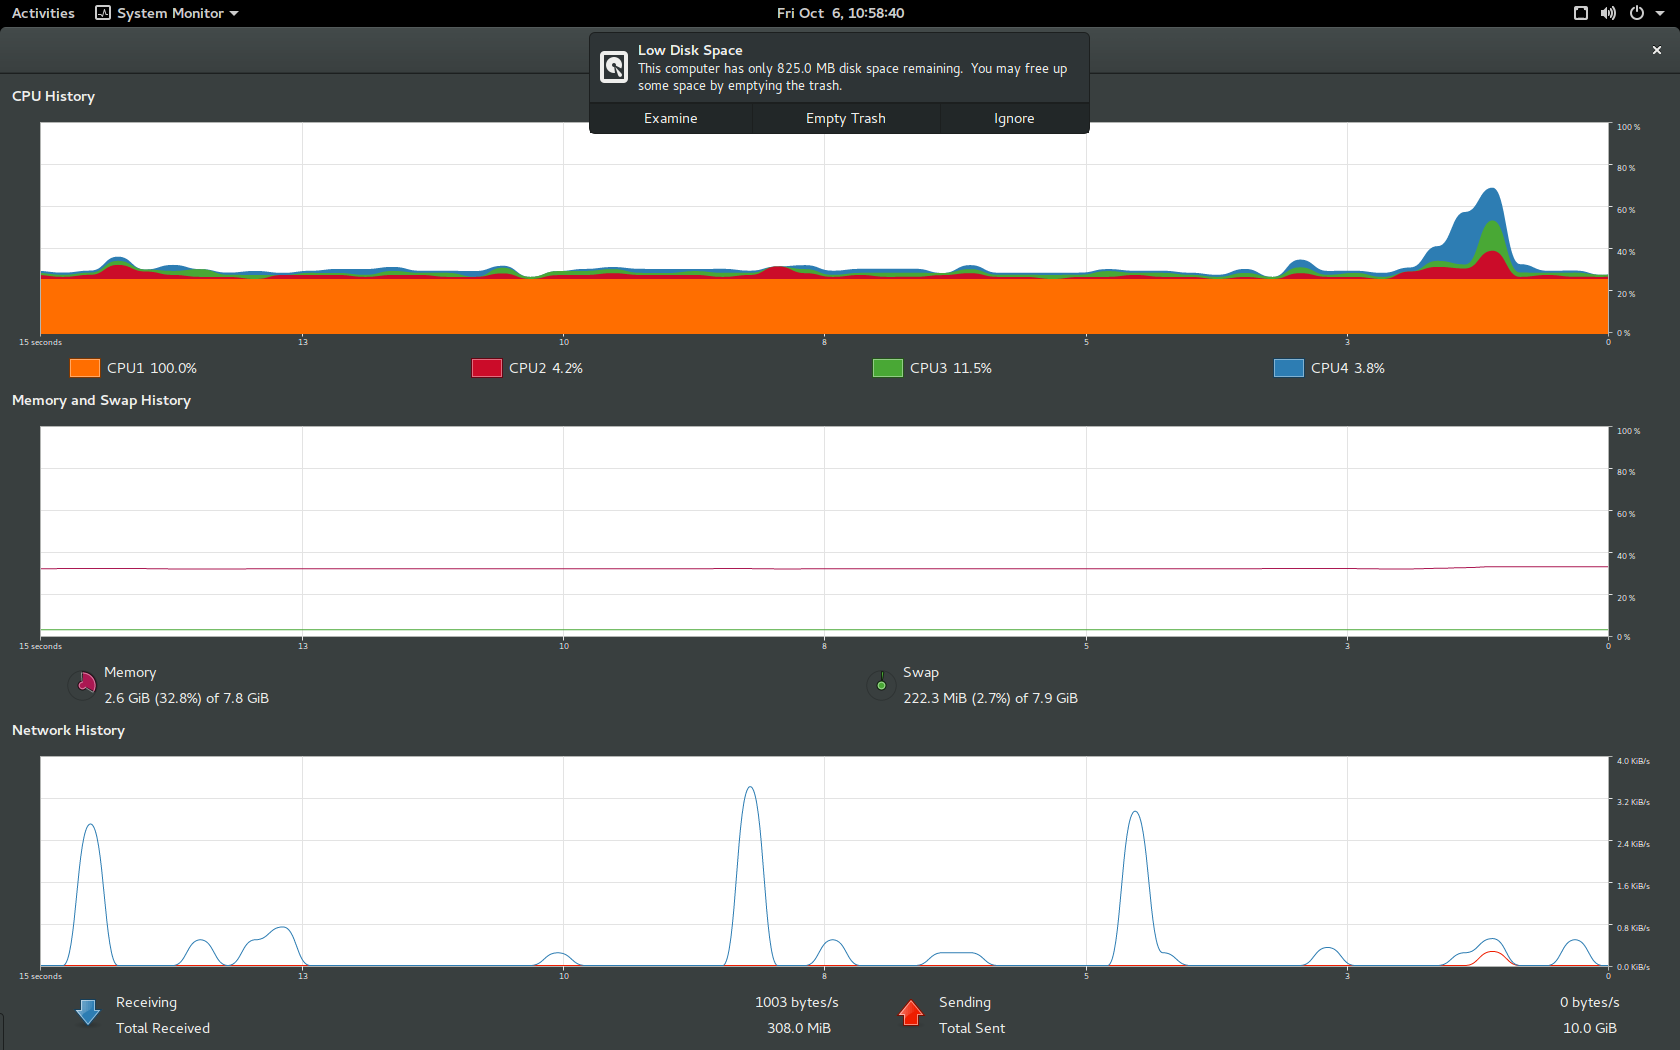 Activities System Monitor Fri Oct 6, 10:58:40
Low Disk Space
This computer has only 825.0 MB disk space remaining. You may free up
some space by emptying the trash.
Examine Empty Trash Ignore
CPU History
100 %
80 %
60 %
40 %
20 %
0 %
15 seconds 13 10 8 5 3 0
CPU1 100.0% CPU2 4.2% CPU3 11.5% CPU4 3.8%
Memory and Swap History
100 %
80 %
60 %
40 %
20 %
0 %
15 seconds 13 10 8 5 3 0
Memory Swap
2.6 GiB (32.8%) of 7.8 GiB 222.3 MiB (2.7%) of 7.9 GiB
Network History
4.0 KiB/s
3.2 KiB/s
2.4 KiB/s
1.6 KiB/s
0.8 KiB/s
0.0 KiB/s
15 seconds 13 10 8 5 3 0
Receiving 1003 bytes/s Sending 0 bytes/s
Total Received 308.0 MiB Total Sent 10.0 GiB